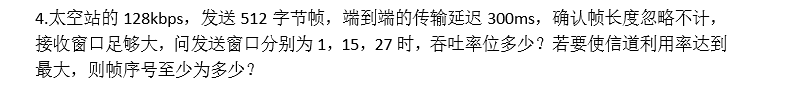 4.太空站的 128kbps，发送 512 字节帧，端到端的传输延迟 300ms，确认帧长度忽略不计，
接收窗口足够大，问发送窗口分别为 1，15，27 时，吞吐率位多少？若要使信道利用率达到
最大，则帧序号至少为多少？